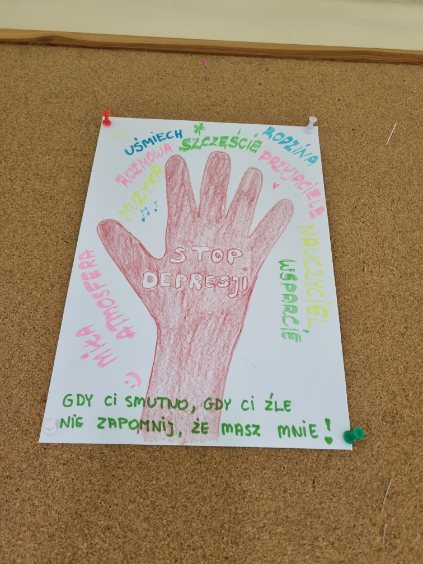 UŚMIECH
SZCZĘŚCIE
RODZINA
ROZMOWA
PRZYJACIELE
MUZYKA
NAUCZYCIEL
WSPARCIE
MIŁA
ATMOSFERA
STOP
DEPRESJI
GDY CI SMUTNO, GDY CI ŹLE
NIE ZAPOMNIJ, ŻE MASZ MNIE!